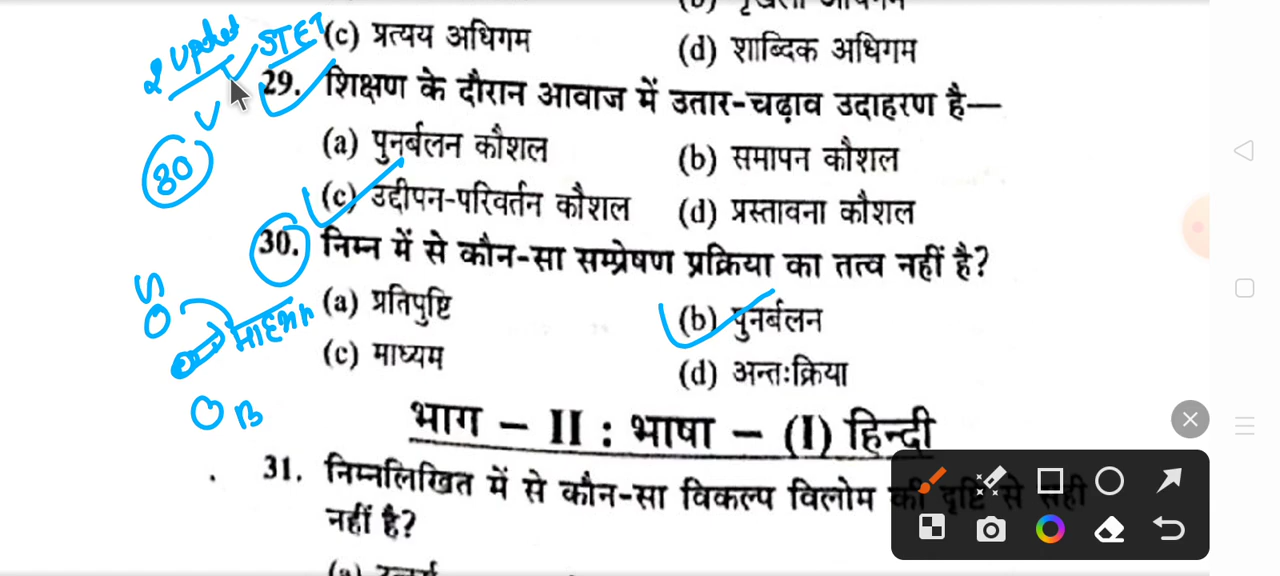 (c) प्रत्यय अधिगम (d) शाब्दिक अधिगम
2 Updet STET
29. शिक्षण के दौरान आवाज में उतार-चढ़ाव उदाहरण है—
(a) पुनर्बलन कौशल (b) समापन कौशल
80
(c) उद्दीपन-परिवर्तन कौशल (d) प्रस्तावना कौशल
30. निम्न में से कौन-सा सम्प्रेषण प्रक्रिया का तत्व नहीं है?
(a) प्रतिपुष्टि (b) पुनर्बलन
(c) माध्यम (d) अन्तःक्रिया
B
भाग – II : भाषा – (I) हिन्दी
31. निम्नलिखित में से कौन-सा विकल्प विलोम की दृष्टि से सही
नहीं है?